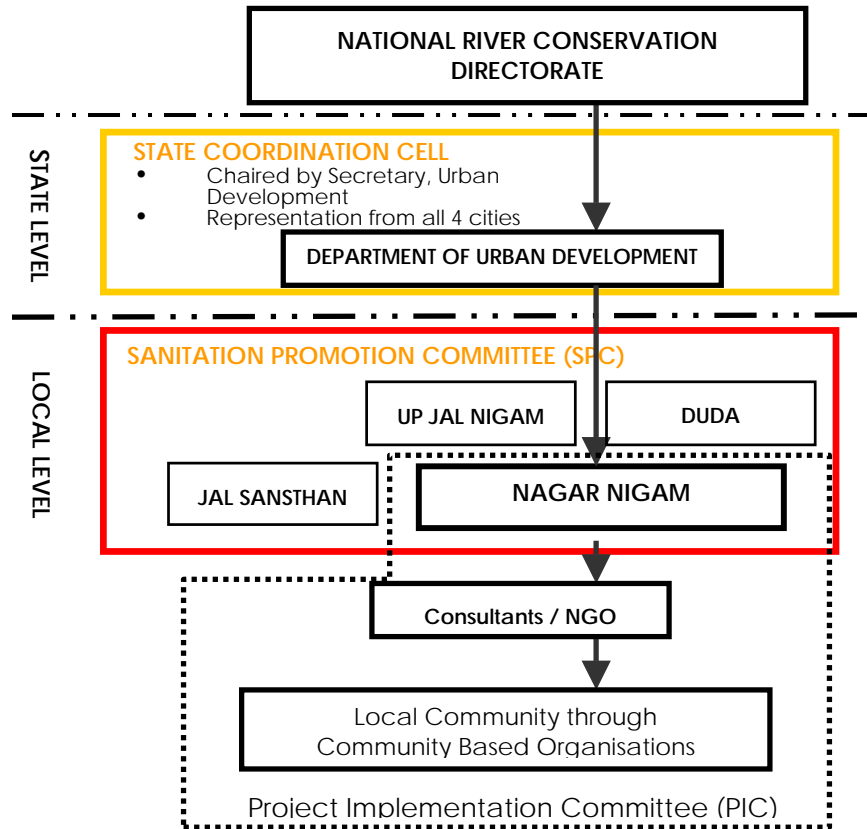 NATIONAL RIVER CONSERVATION
DIRECTORATE
STATE LEVEL
STATE COORDINATION CELL
• Chaired by Secretary, Urban
Development
• Representation from all 4 cities
DEPARTMENT OF URBAN DEVELOPMENT
LOCAL LEVEL
SANITATION PROMOTION COMMITTEE (SPC)
UP JAL NIGAM
DUDA
JAL SANSTHAN
NAGAR NIGAM
Consultants / NGO
Local Community through
Community Based Organisations
Project Implementation Committee (PIC)